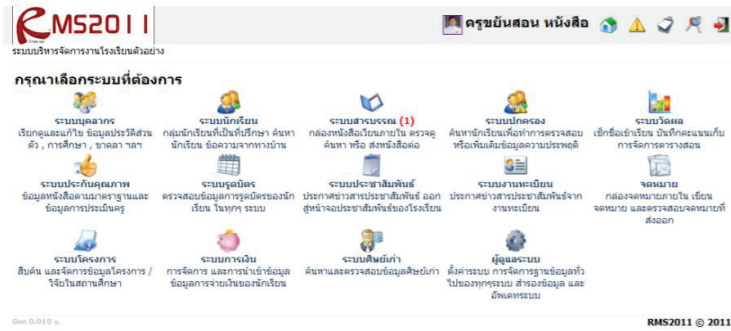 RMS2011
ครูขยันสอน หนังสือ
ระบบบริหารจัดการงานโรงเรียนตัวอย่าง
กรุณาเลือกระบบที่ต้องการ
ระบบบุคลากร
เรียกดูและแก้ไข ข้อมูลประวัติส่วน
ตัว , การศึกษา , ขาดลา ฯลฯ
ระบบนักเรียน
กลุ่มนักเรียนที่เป็นที่ปรึกษา ค้นหา
นักเรียน ข้อความจากทางบ้าน
ระบบสารบรรณ (1)
กล่องหนังสือเวียนภายใน ตรวจดู
ค้นหา หรือ ส่งหนังสือต่อ
ระบบปกครอง
ค้นหานักเรียนเพื่อทำการตรวจสอบ
หรือเพิ่มเติมข้อมูลความประพฤติ
ระบบวัดผล
เช็กชื่อเข้าเรียน บันทึกคะแนนเก็บ
การจัดการตารางสอน
ระบบประกันคุณภาพ
ข้อมูลหนังสือตามมาตราฐานและ
ข้อมูลการประเมินครู
ระบบรูดบัตร
ตรวจสอบข้อมูลการรูดบัตรของนัก
เรียน ในทุกๆ ระบบ
ระบบประชาสัมพันธ์
ประกาศข่าวสารประชาสัมพันธ์ ออก
สู่หน้าจอประชาสัมพันธ์ของโรงเรียน
ระบบงานทะเบียน
ประกาศข่าวสารประชาสัมพันธ์จาก
งานทะเบียน
จดหมาย
กล่องจดหมายภายใน เขียน
จดหมาย และตรวจสอบจดหมายที่
ส่งออก
ระบบโครงการ
สืบค้น และจัดการข้อมูลโครงการ /
วิจัยในสถานศึกษา
ระบบการเงิน
การจัดการ และการนำเข้าข้อมูล
ข้อมูลการจ่ายเงินของนักเรียน
ระบบศิษย์เก่า
ค้นหาและตรวจสอบข้อมูลศิษย์เก่า
ผู้ดูแลระบบ
ตั้งค่าระบบ การจัดการฐานข้อมูลทั่ว
ไปของทุกๆระบบ สำรองข้อมูล และ
อัพเดทระบบ
Gen 0.010 s.
RMS2011 © 2011